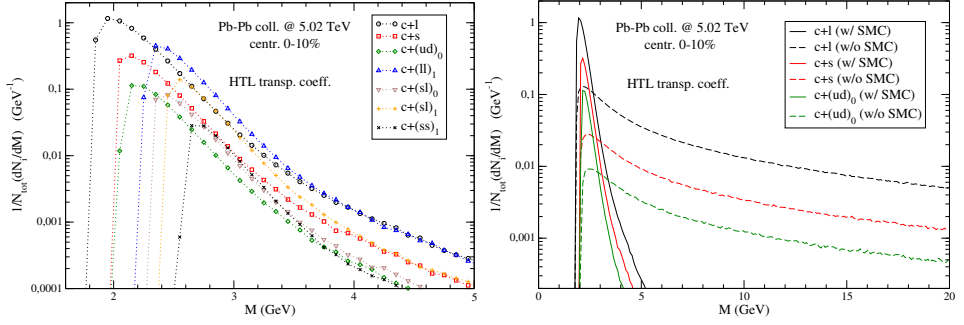 Pb-Pb coll. @ 5.02 TeV
centr. 0-10%
HTL transp. coeff.
c+l
c+s
c+(ud)₀
c+(ll)₁
c+(sl)₀
c+(sl)₁
c+(ss)₁
1/N_tot(dN_i/dM) (GeV⁻¹)
1
0,1
0,01
0,001
0,0001
2
3
4
5
M (GeV)
Pb-Pb coll. @ 5.02 TeV
centr. 0-10%
HTL transp. coeff.
c+l (w/ SMC)
c+l (w/o SMC)
c+s (w/ SMC)
c+s (w/o SMC)
c+(ud)₀ (w/ SMC)
c+(ud)₀ (w/o SMC)
1/N_tot(dN_i/dM) (GeV⁻¹)
1
0,1
0,01
0,001
0
5
10
15
20
M (GeV)